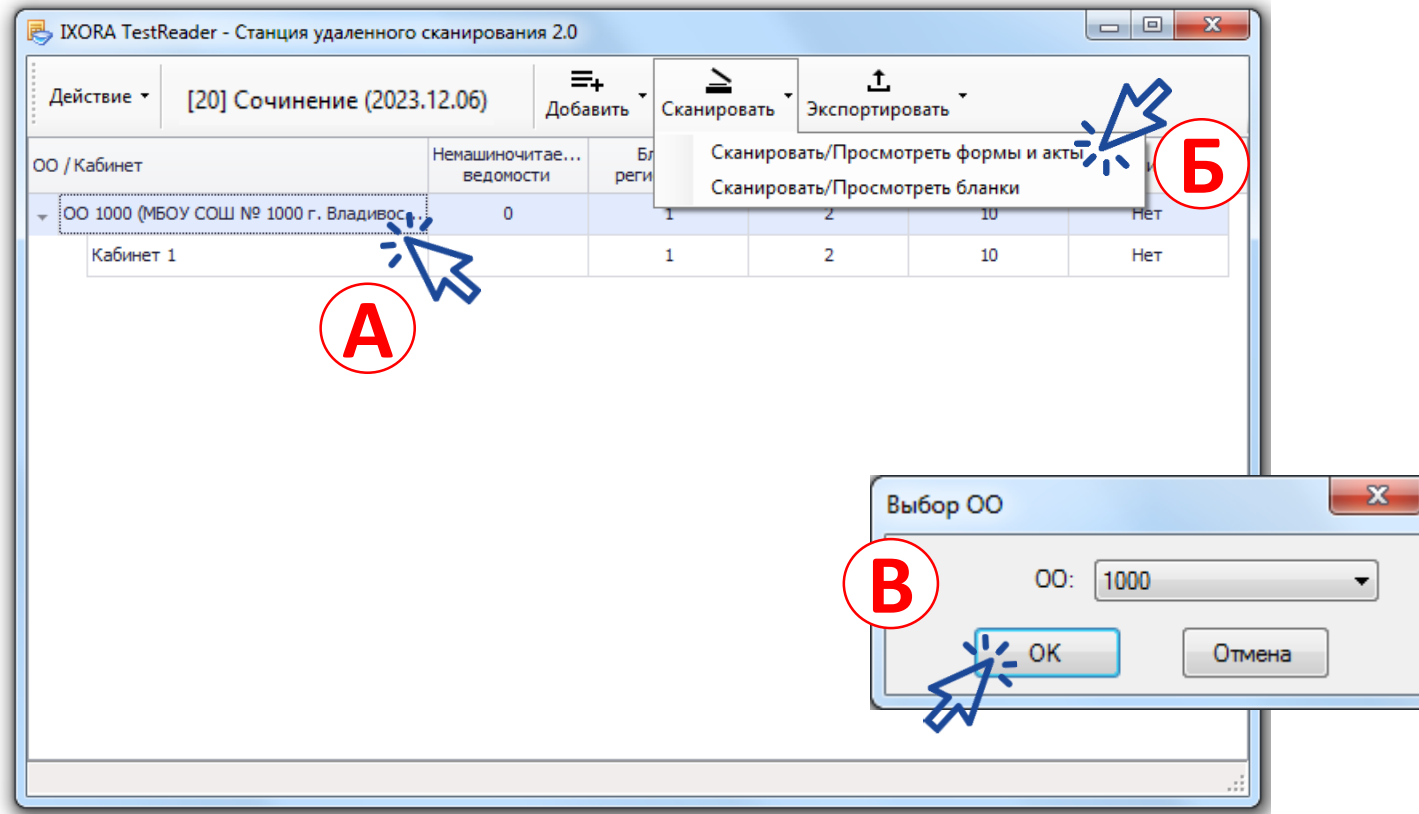 IXORA TestReader - Станция удаленного сканирования 2.0
Действие
[20] Сочинение (2023.12.06)
Добавить
Сканировать
Экспортировать
Сканировать/Просмотреть формы и акты
Сканировать/Просмотреть бланки
Б
ОО / Кабинет
Немашиночитае...
ведомости
ОО 1000 (МБОУ СОШ № 1000 г. Владивос...
0
1
2
10
Нет
Кабинет 1
1
2
10
Нет
А
Выбор ОО
В
ОО:
1000
ОК
Отмена